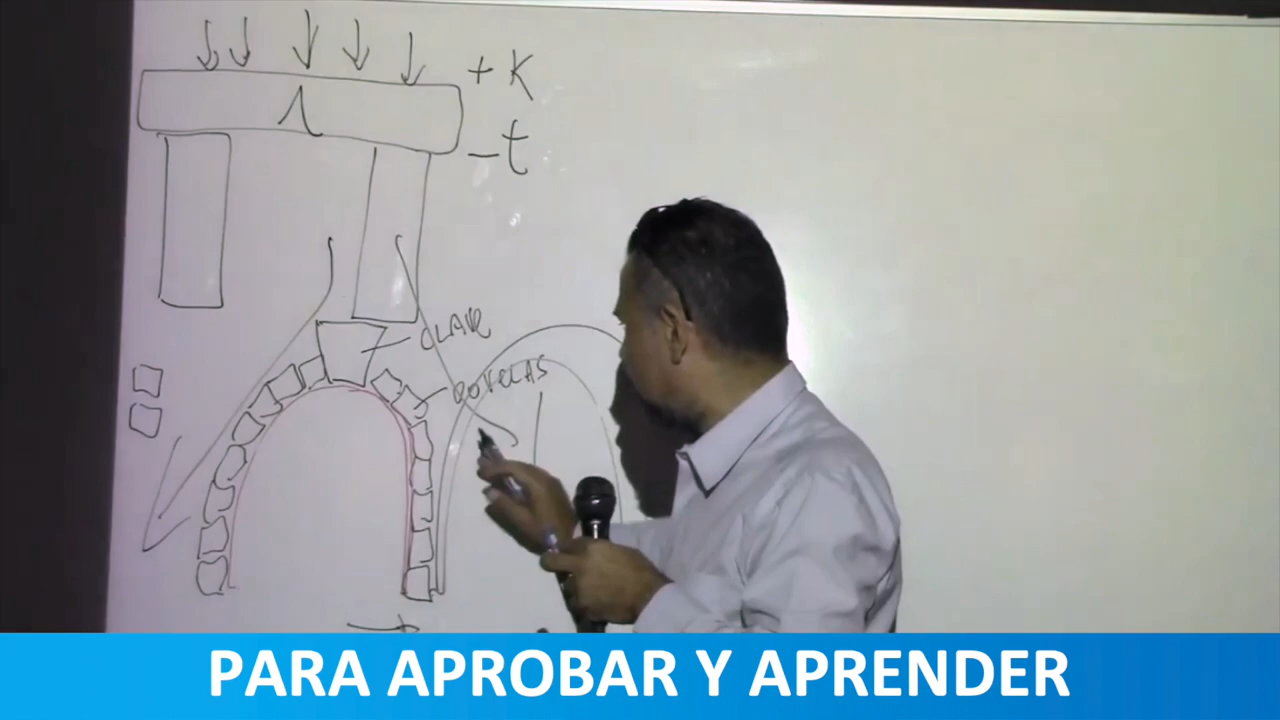 + K
- t
CLAVE
DOVELAS
PARA APROBAR Y APRENDER